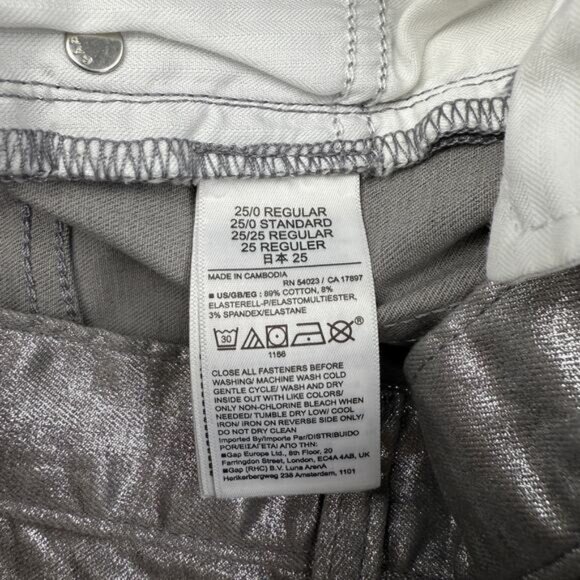 25/0 REGULAR
25/0 STANDARD
25/25 REGULAR
25 REGULER
日本 25
MADE IN CAMBODIA
RN 54023 / CA 17897
■ US/GB/EG : 89% COTTON, 8%
ELASTERELL-P/ELASTOMULTIESTER,
3% SPANDEX/ELASTANE
30
®
1166
CLOSE ALL FASTENERS BEFORE
WASHING/ MACHINE WASH COLD
GENTLE CYCLE/ WASH AND DRY
INSIDE OUT WITH LIKE COLORS/
ONLY NON-CHLORINE BLEACH WHEN
NEEDED/ TUMBLE DRY LOW/ COOL
IRON/ IRON ON REVERSE SIDE ONLY/
DO NOT DRY CLEAN
Imported By/Importe Par/DISTRIBUIDO
POR/ΕΙΣΑΓΕΤΑΙ ΑΠΟ ΤΗΝ:
■Gap Europe Ltd., 8th Floor, 20
Farringdon Street, London, EC4A 4AB, UK
■Gap (RHC) B.V. Luna ArenA
Herikerbergweg 238 Amsterdam, 1101